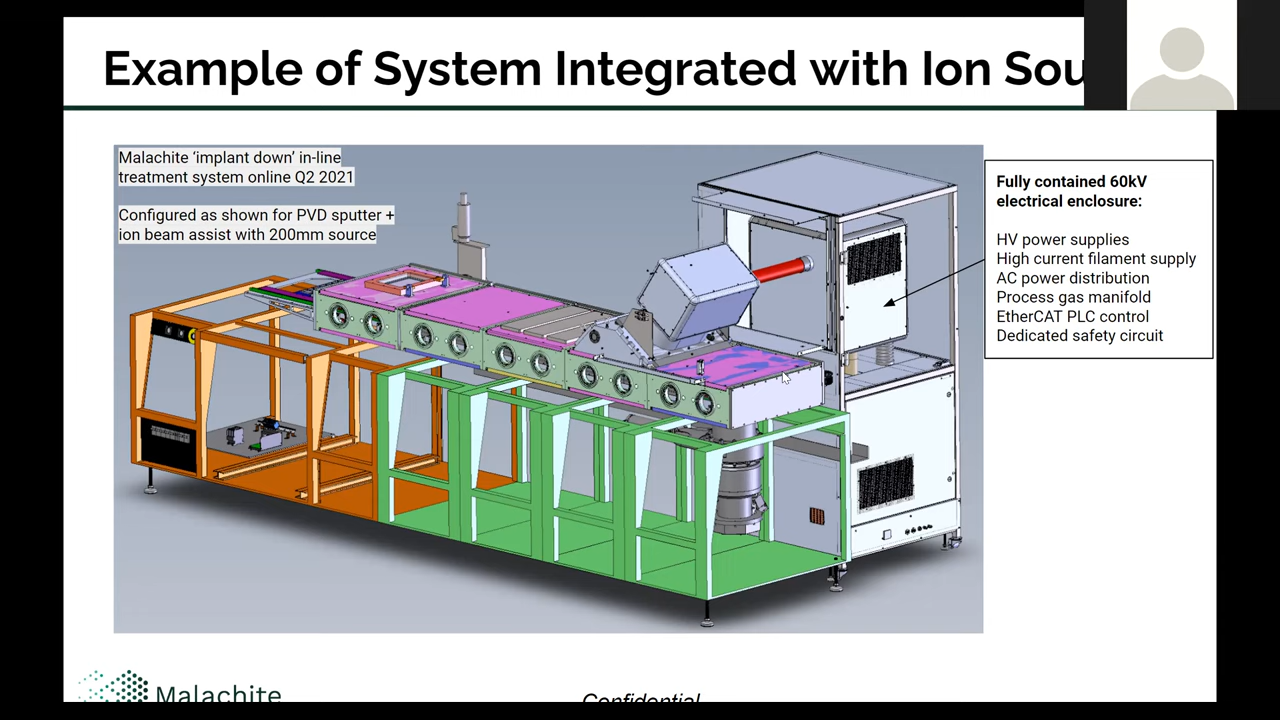 Example of System Integrated with Ion Sou
Malachite ‘implant down’ in-line
treatment system online Q2 2021
Configured as shown for PVD sputter +
ion beam assist with 200mm source
Fully contained 60kV
electrical enclosure:
HV power supplies
High current filament supply
AC power distribution
Process gas manifold
EtherCAT PLC control
Dedicated safety circuit
Malachite
Confidential